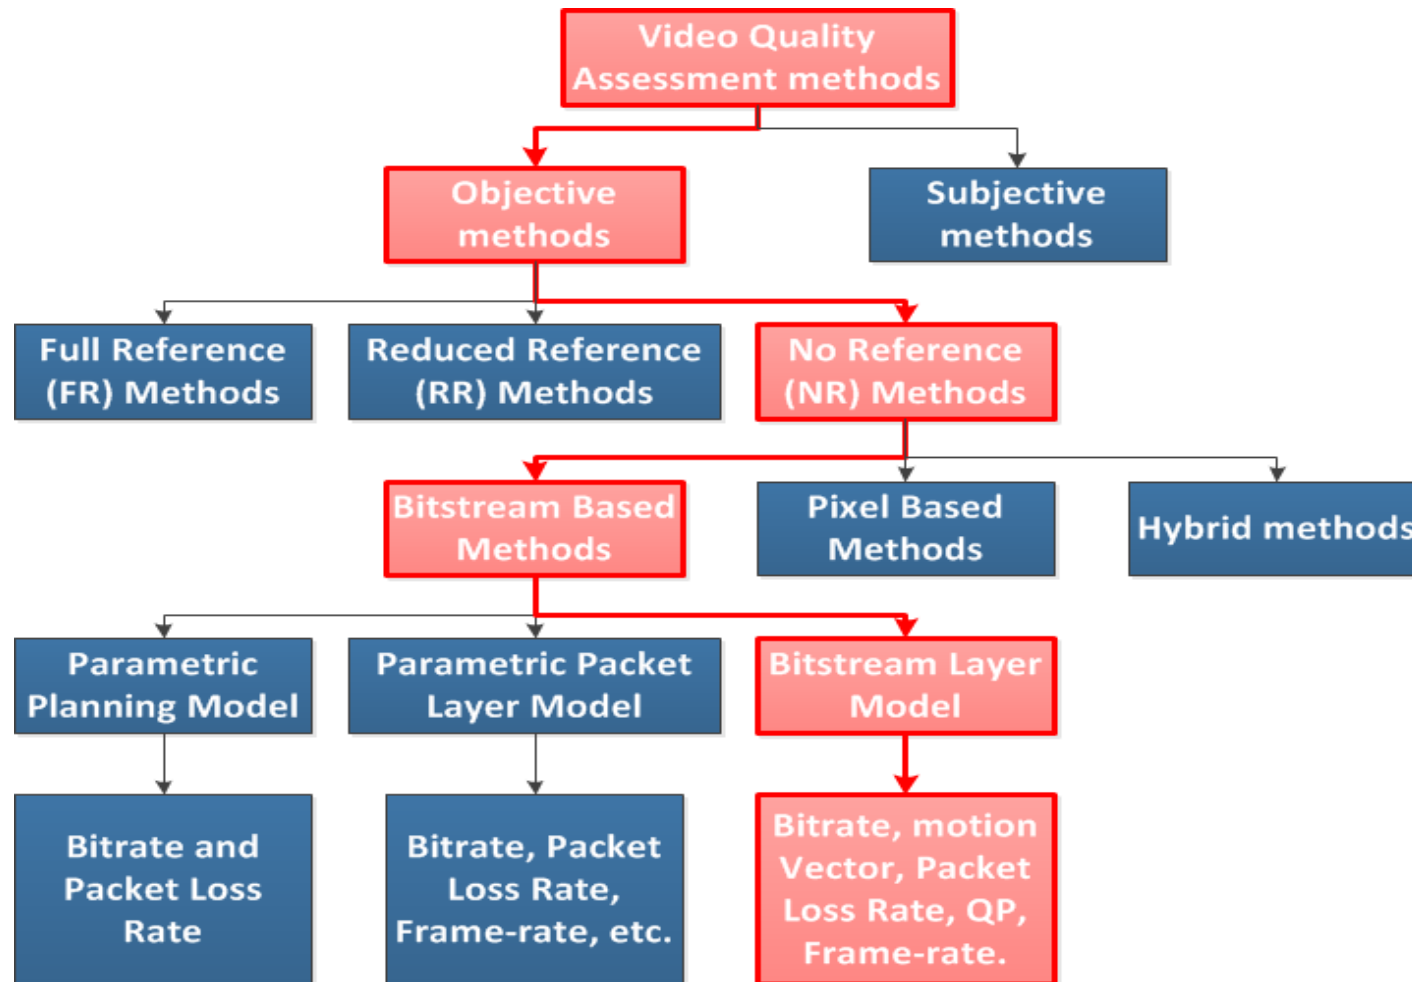 Video Quality
Assessment methods
Objective
methods
Subjective
methods
Full Reference
(FR) Methods
Reduced Reference
(RR) Methods
No Reference
(NR) Methods
Bitstream Based
Methods
Pixel Based
Methods
Hybrid methods
Parametric
Planning Model
Parametric Packet
Layer Model
Bitstream Layer
Model
Bitrate and
Packet Loss
Rate
Bitrate, Packet
Loss Rate,
Frame-rate, etc.
Bitrate, motion
Vector, Packet
Loss Rate, QP,
Frame-rate.